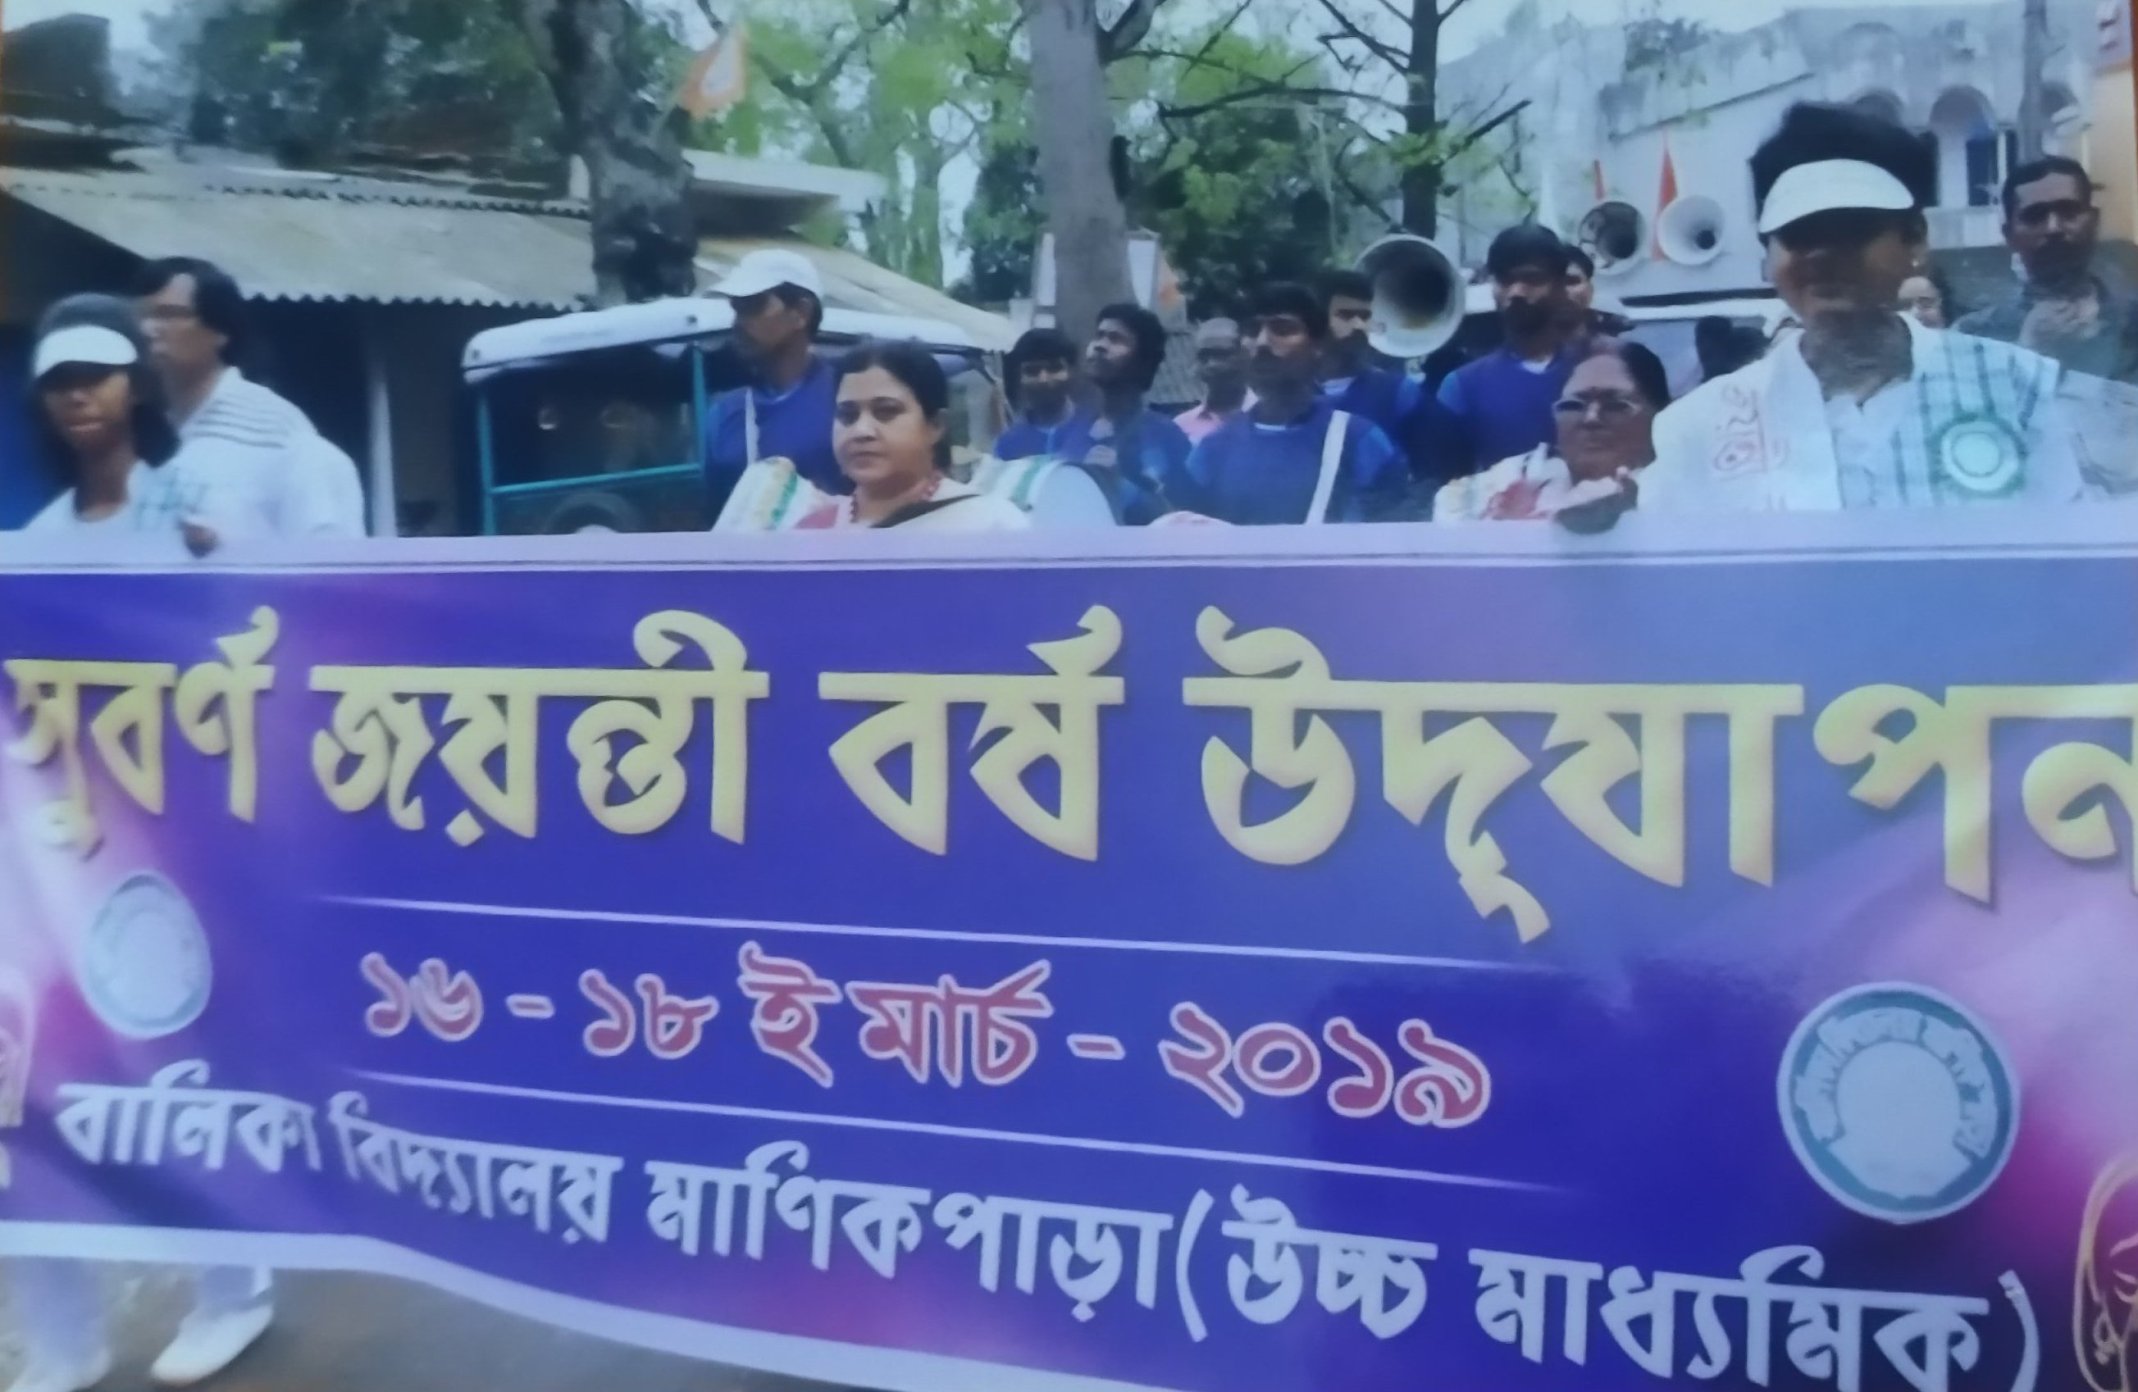 সুবর্ণ জয়ন্তী বর্ষ উদ্‌যাপন
১৬ - ১৮ ই মার্চ - ২০১৯
বালিকা বিদ্যালয় মাণিকপাড়া (উচ্চ মাধ্যমিক)